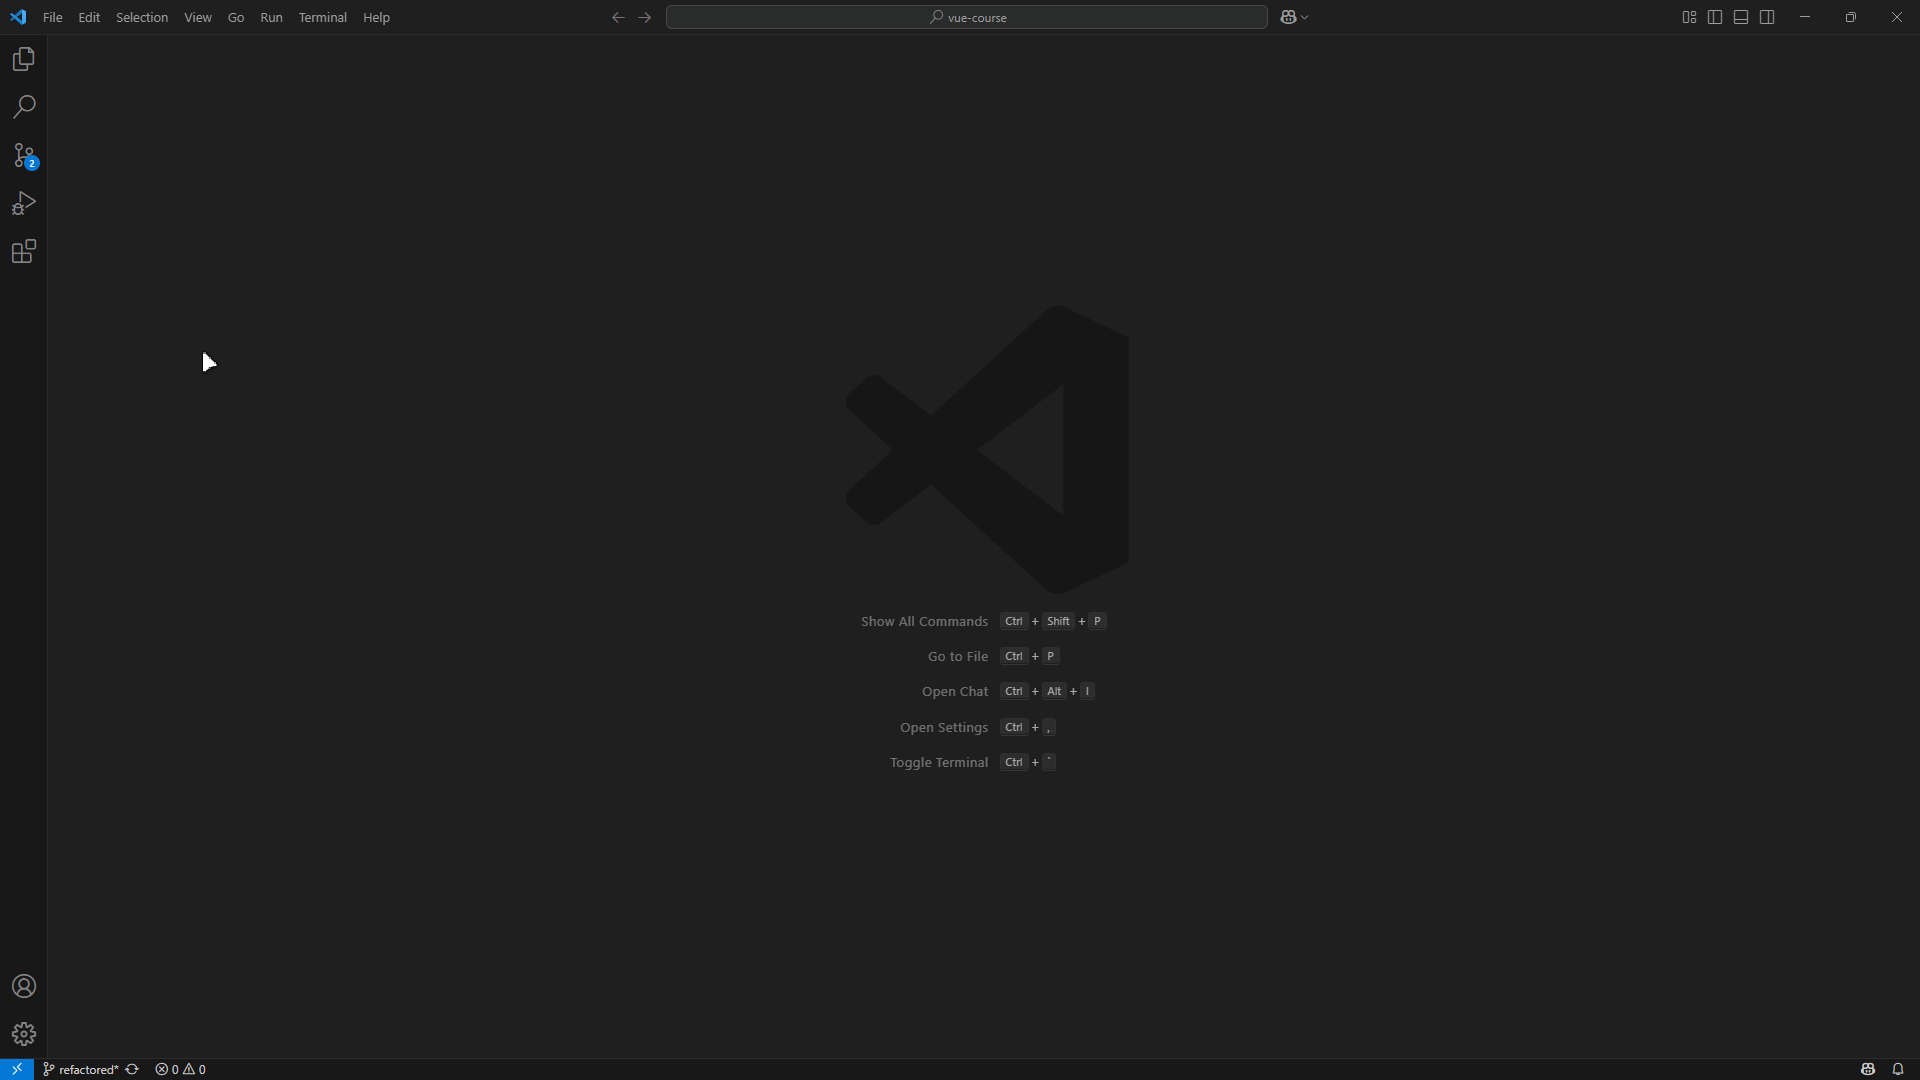 File Edit Selection View Go Run Terminal Help
vue-course
2
Show All Commands Ctrl + Shift + P
Go to File Ctrl + P
Open Chat Ctrl + Alt + I
Open Settings Ctrl + ,
Toggle Terminal Ctrl + `
refactored* 0 0